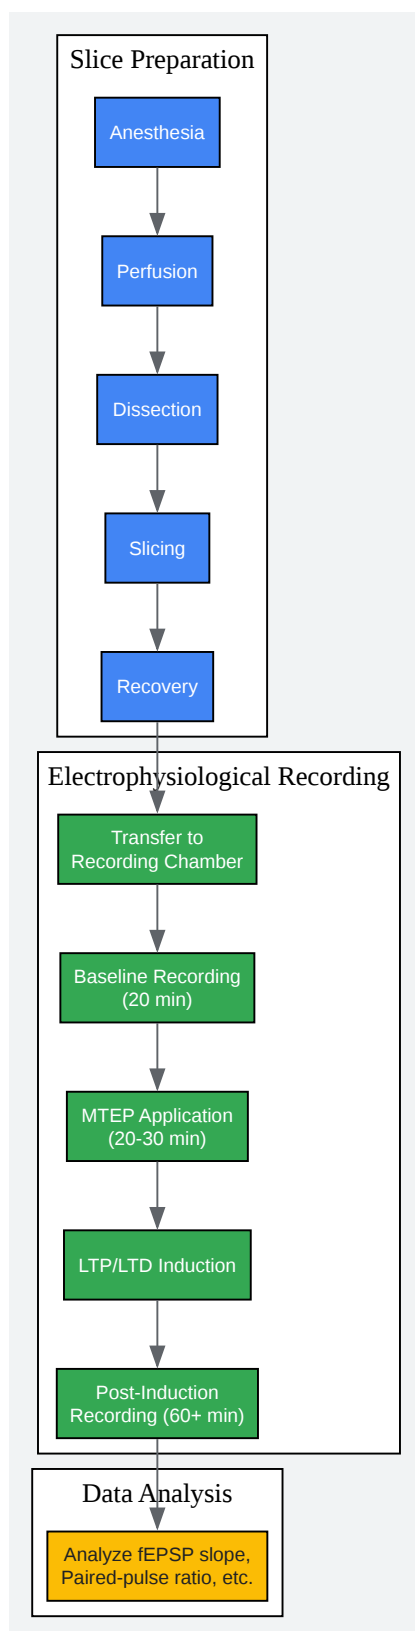 Slice Preparation
Anesthesia
Perfusion
Dissection
Slicing
Recovery
Electrophysiological Recording
Transfer to
Recording Chamber
Baseline Recording
(20 min)
MTEP Application
(20-30 min)
LTP/LTD Induction
Post-Induction
Recording (60+ min)
Data Analysis
Analyze fEPSP slope,
Paired-pulse ratio, etc.